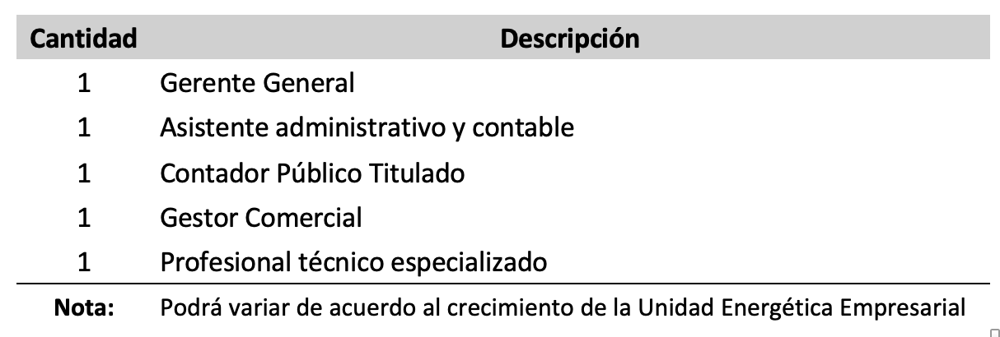 Cantidad Descripción
1 Gerente General
1 Asistente administrativo y contable
1 Contador Público Titulado
1 Gestor Comercial
1 Profesional técnico especializado
Nota: Podrá variar de acuerdo al crecimiento de la Unidad Energética Empresarial